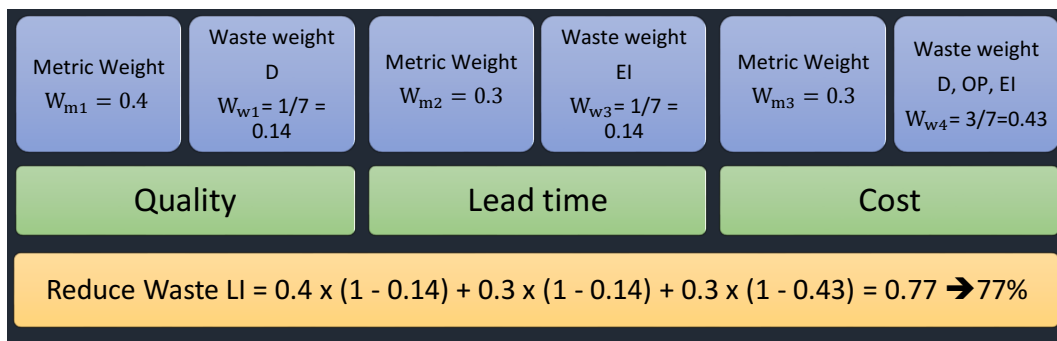 Metric Weight
Wm1 = 0.4
Waste weight
D
Ww1= 1/7 =
0.14
Metric Weight
Wm2 = 0.3
Waste weight
EI
Ww3= 1/7 =
0.14
Metric Weight
Wm3 = 0.3
Waste weight
D, OP, EI
Ww4= 3/7=0.43
Quality
Lead time
Cost
Reduce Waste LI = 0.4 x (1 - 0.14) + 0.3 x (1 - 0.14) + 0.3 x (1 - 0.43) = 0.77 ➔77%